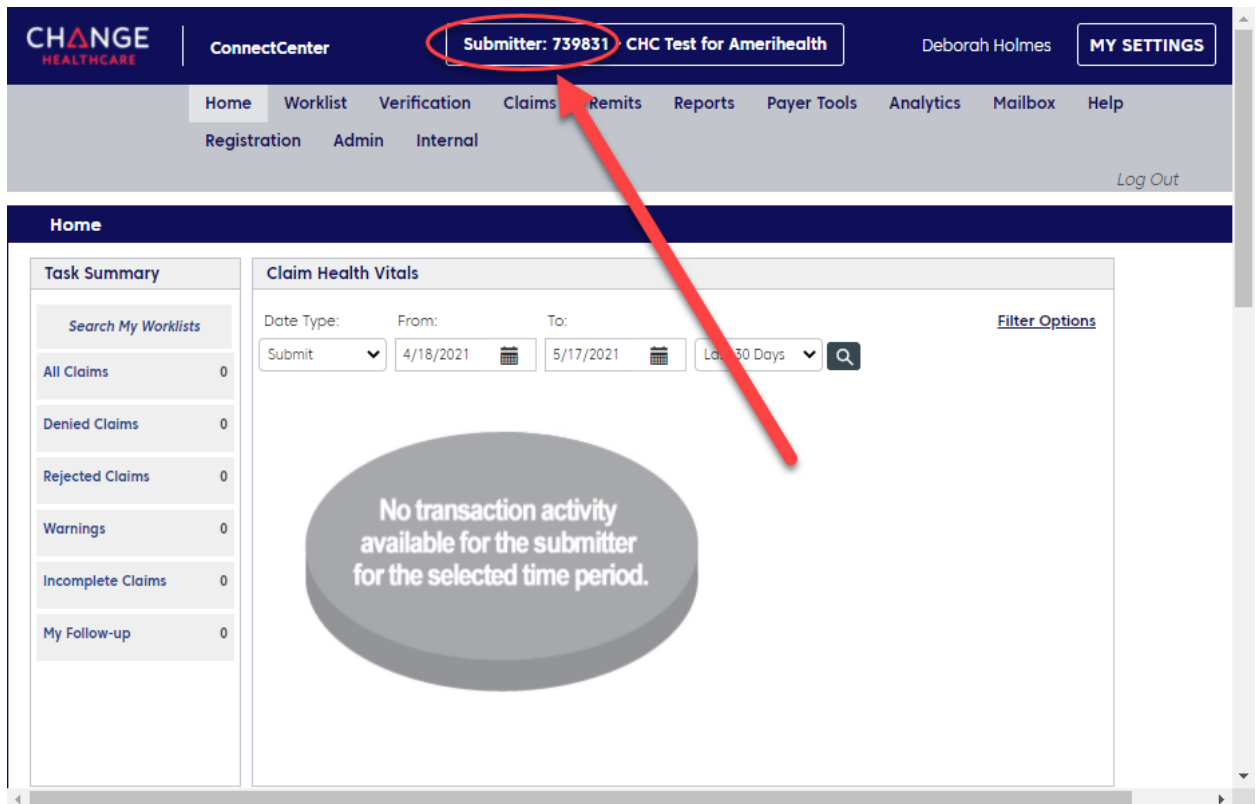 CHANGE
HEALTHCARE
ConnectCenter
Submitter: 739831 - CHC Test for Amerihealth
Deborah Holmes
MY SETTINGS
Home Worklist Verification Claims Remits Reports Payer Tools Analytics Mailbox Help
Registration Admin Internal
Log Out
Home
Task Summary
Search My Worklists
All Claims 0
Denied Claims 0
Rejected Claims 0
Warnings 0
Incomplete Claims 0
My Follow-up 0
Claim Health Vitals
Date Type: From: To:
Filter Options
Submit 4/18/2021 5/17/2021 Last 30 Days
No transaction activity
available for the submitter
for the selected time period.